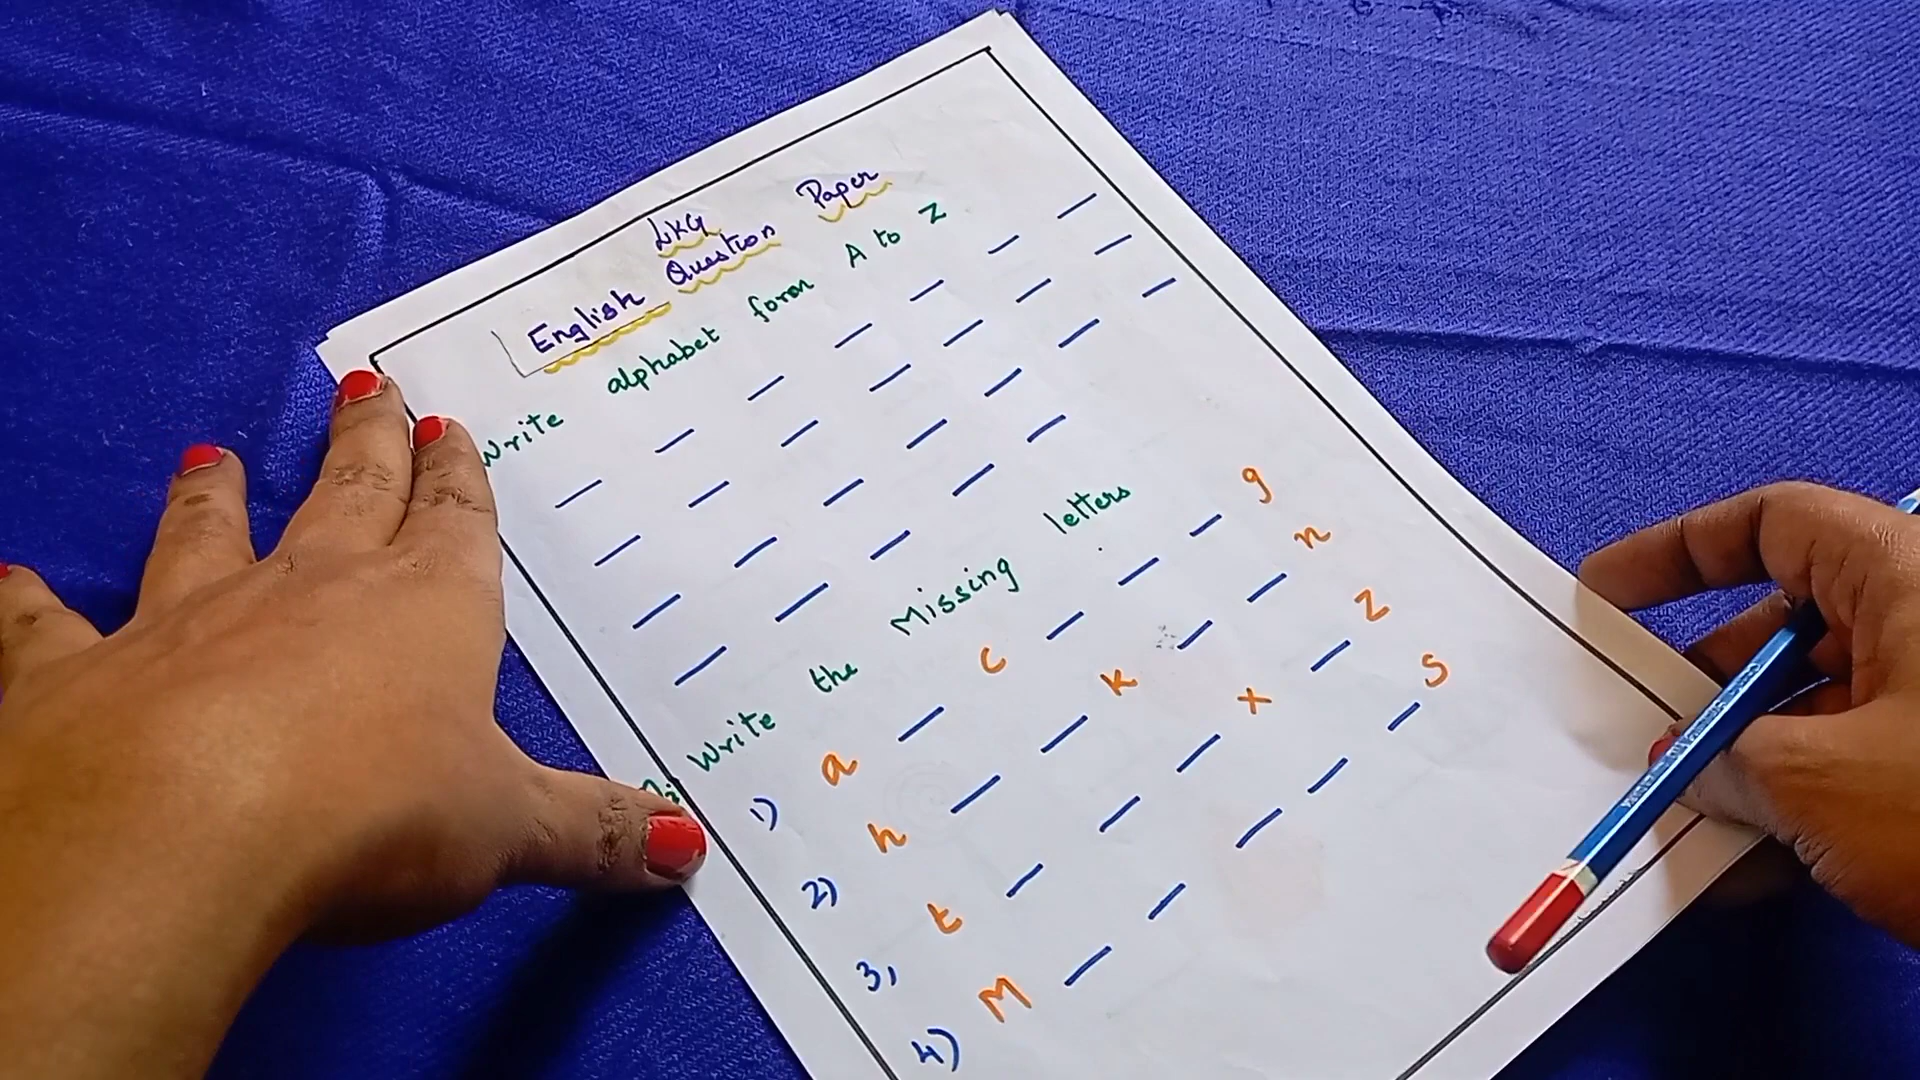 LKG
English Question Paper
Write alphabet form A to Z
Write the Missing letters
1) a _ c _ _ _ g
2) h _ _ k _ _ n
3, t _ _ _ x _ z
4) M _ _ _ _ _ S